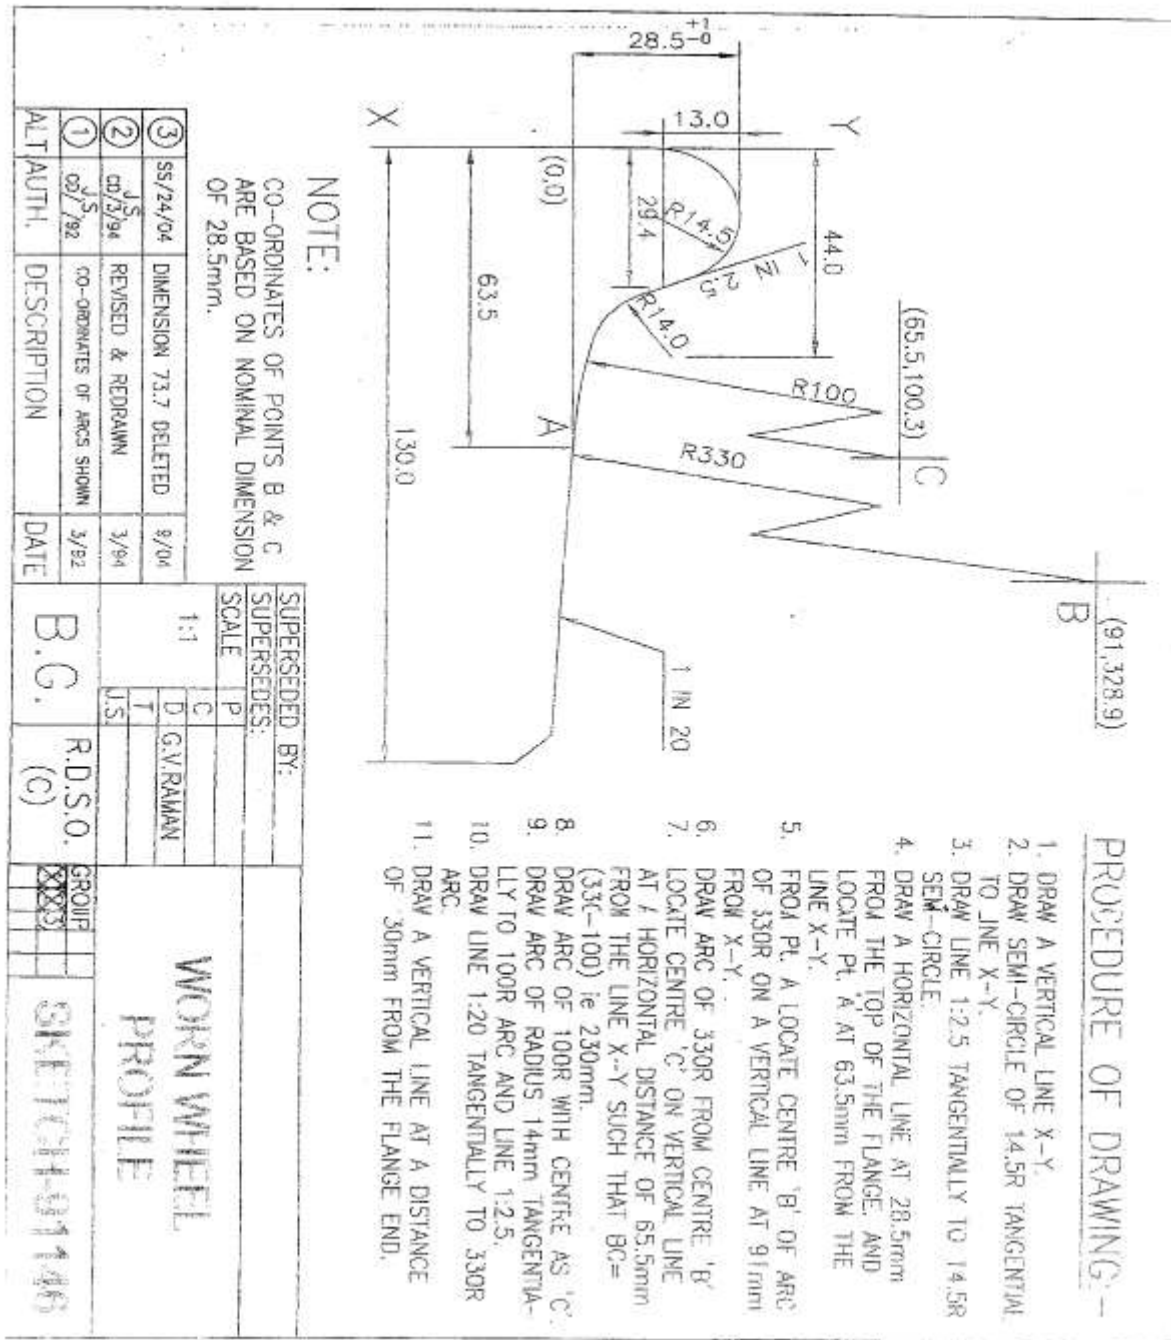 PROCEDURE OF DRAWING:-
1. DRAW A VERTICAL LINE X-Y.
2. DRAW SEMI-CIRCLE OF 14.5R TANGENTIAL
TO LINE X-Y.
3. DRAW LINE 1:2.5 TANGENTIALLY TO 14.5R
SEMI-CIRCLE.
4. DRAW A HORIZONTAL LINE AT 28.5mm
FROM THE TOP OF THE FLANGE AND
LOCATE Pt. A AT 63.5mm FROM THE
LINE X-Y.
5. FROM Pt. A LOCATE CENTRE 'B' OF ARC
OF 330R ON A VERTICAL LINE AT 91mm
FROM X-Y.
6. DRAW ARC OF 330R FROM CENTRE 'B'
7. LOCATE CENTRE 'C' ON VERTICAL LINE
AT A HORIZONTAL DISTANCE OF 65.5mm
FROM THE LINE X-Y SUCH THAT BC=
(330-100) ie 230mm.
8. DRAW ARC OF 100R WITH CENTRE AS 'C'.
9. DRAW ARC OF RADIUS 14mm TANGENTIA-
LLY TO 100R ARC AND LINE 1:2.5.
10. DRAW LINE 1:20 TANGENTIALLY TO 330R
ARC.
11. DRAW A VERTICAL LINE AT A DISTANCE
OF 30mm FROM THE FLANGE END.
(91,328.9)
B
(65.5,100.3)
C
Y
44.0
1 IN 2.5
R14.5
13.0
28.5 +1 -0
29.4
R14.0
R100
R330
1 IN 20
(0.0)
A
63.5
X
130.0
NOTE:
CO-ORDINATES OF POINTS B & C
ARE BASED ON NOMINAL DIMENSION
OF 28.5mm.
3 SS/24/04 DIMENSION 73.7 DELETED 9/04
2 J.S CD/3/94 REVISED & REDRAWN 3/94
1 J.S CD/ /92 CO-ORDINATES OF ARCS SHOWN 3/92
ALT AUTH. DESCRIPTION DATE
SUPERSEDED BY:
SUPERSEDES:
SCALE P
1:1 C
D G.V.RAMAN
T
J.S.
B.G.
R.D.S.O.
(C)
GROUP
WORN WHEEL
PROFILE
SKETCH-91146